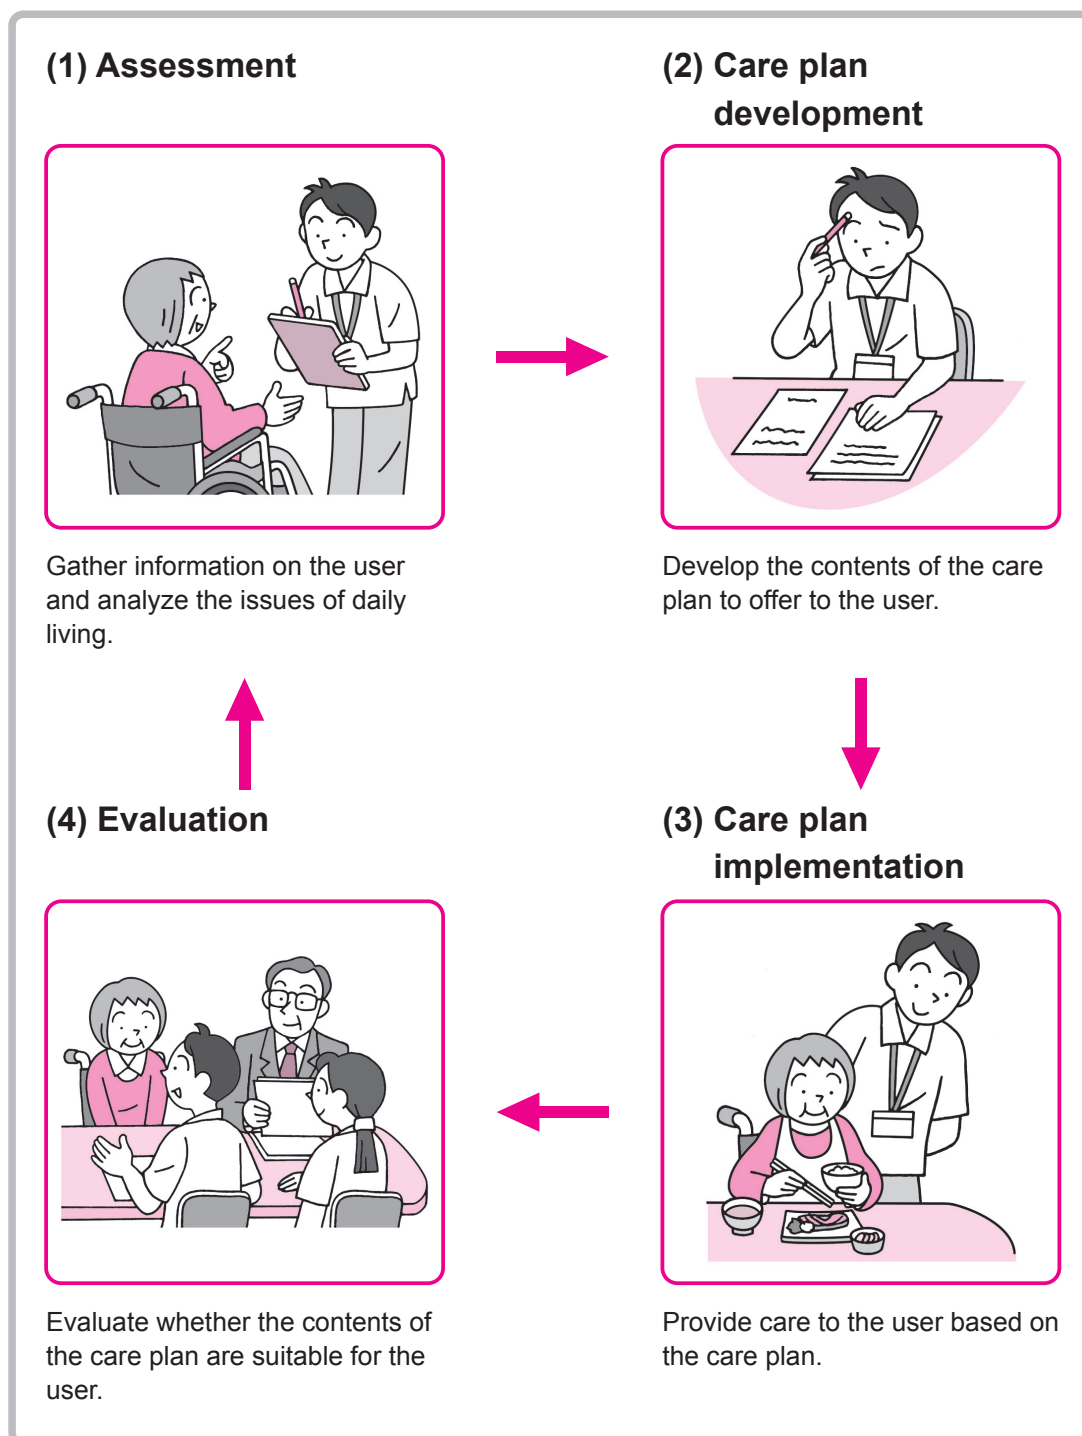 (1) Assessment
Gather information on the user
and analyze the issues of daily
living.
(2) Care plan
development
Develop the contents of the care
plan to offer to the user.
(3) Care plan
implementation
Provide care to the user based on
the care plan.
(4) Evaluation
Evaluate whether the contents of
the care plan are suitable for the
user.